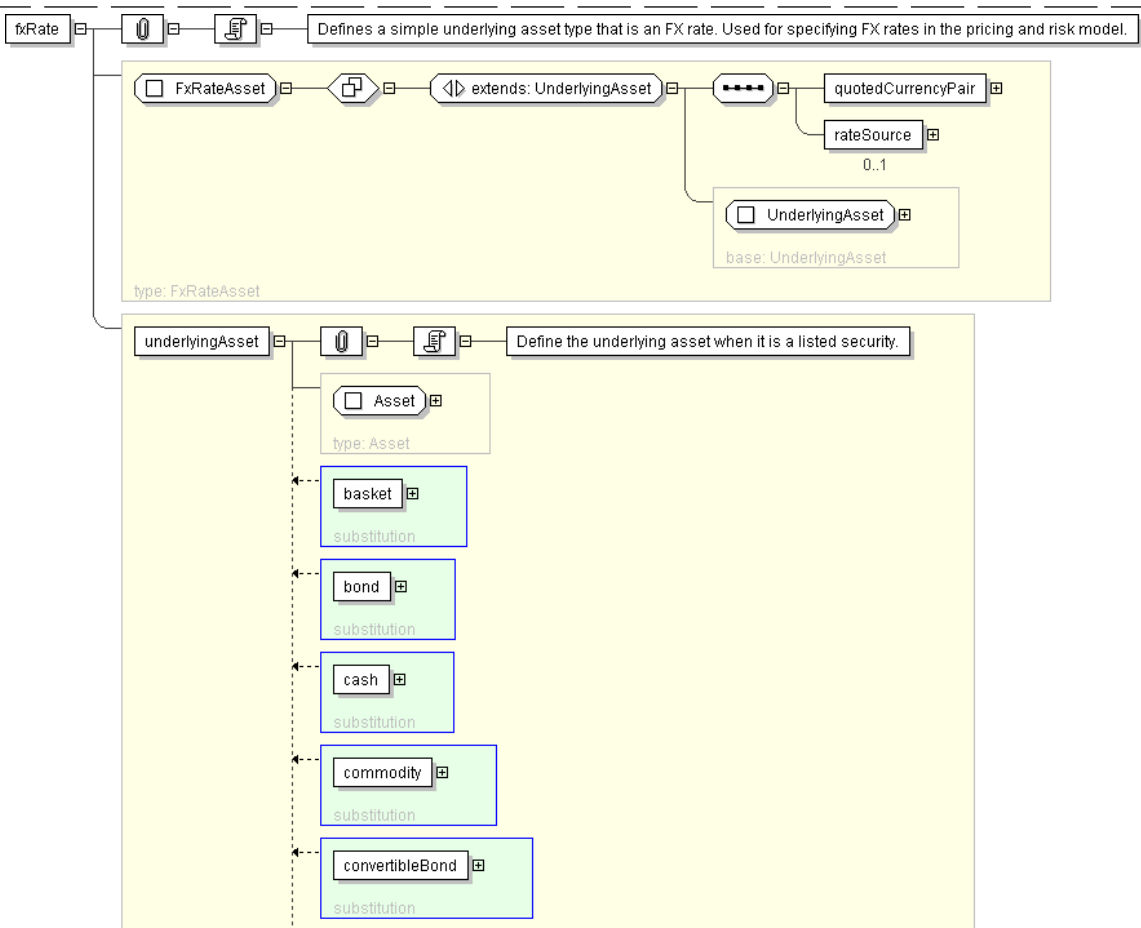 fxRate
Defines a simple underlying asset type that is an FX rate. Used for specifying FX rates in the pricing and risk model.
FxRateAsset
extends: UnderlyingAsset
quotedCurrencyPair
rateSource
0..1
UnderlyingAsset
base: UnderlyingAsset
type: FxRateAsset
underlyingAsset
Define the underlying asset when it is a listed security.
Asset
type: Asset
basket
substitution
bond
substitution
cash
substitution
commodity
substitution
convertibleBond
substitution